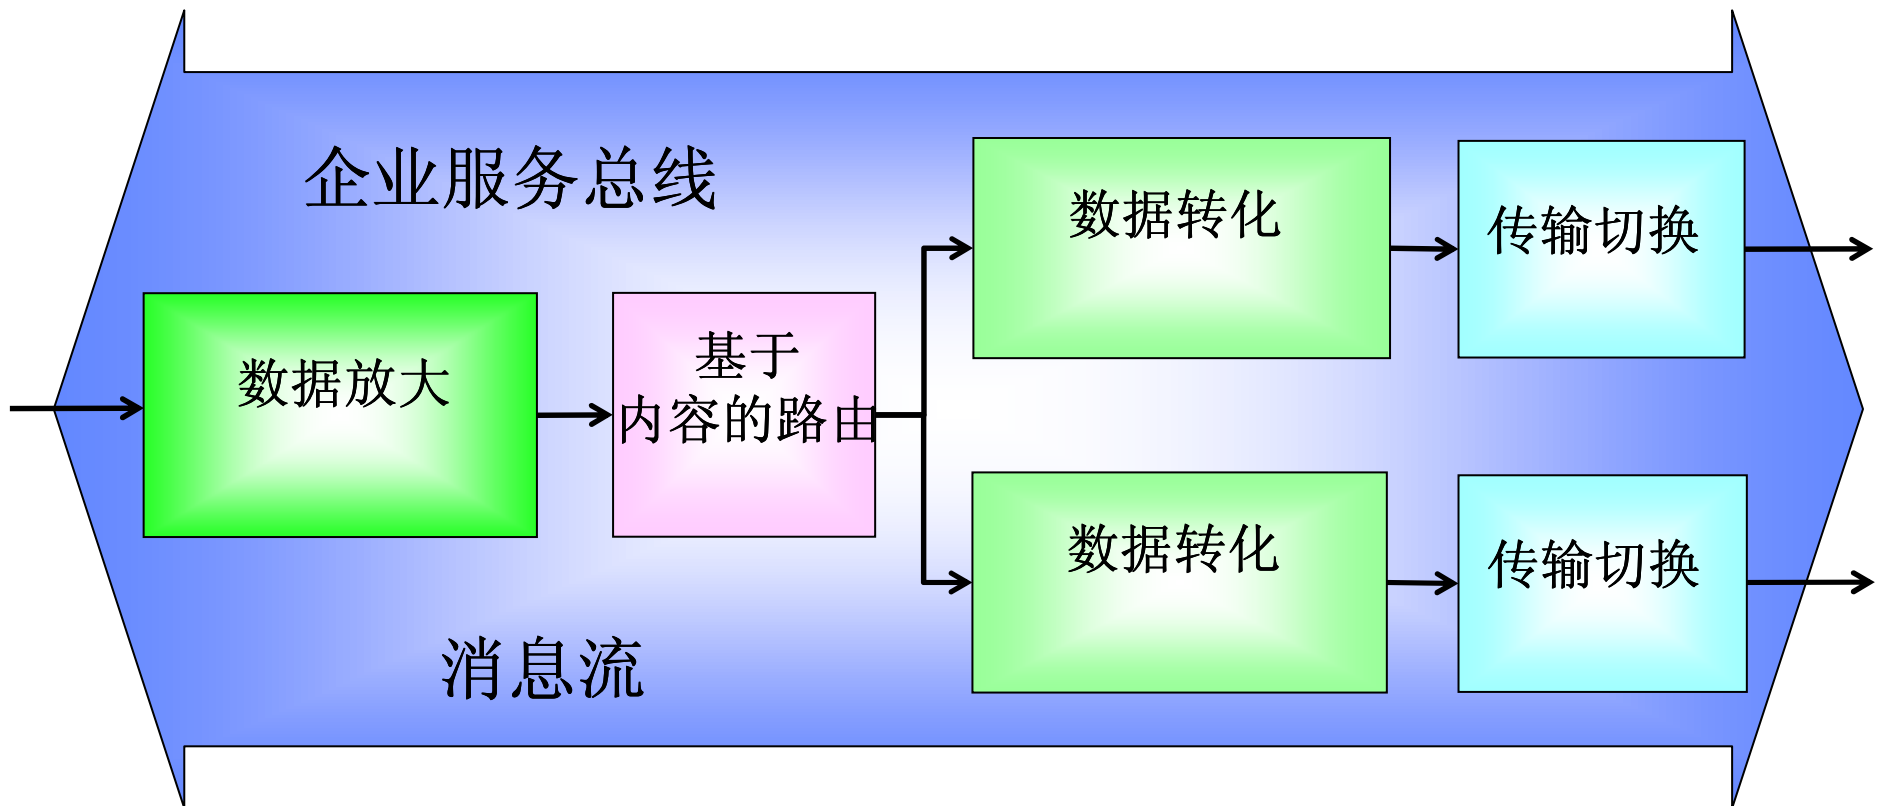 企业服务总线
数据转化
传输切换
数据放大
基于
内容的路由
数据转化
传输切换
消息流